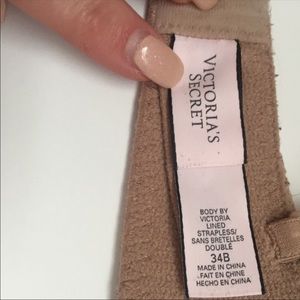 VICTORIA'S
SECRET
BODY BY
VICTORIA
LINED
STRAPLESS/
SANS BRETELLES
DOUBLÉ
34B
MADE IN CHINA
FAIT EN CHINE
HECHO EN CHINA